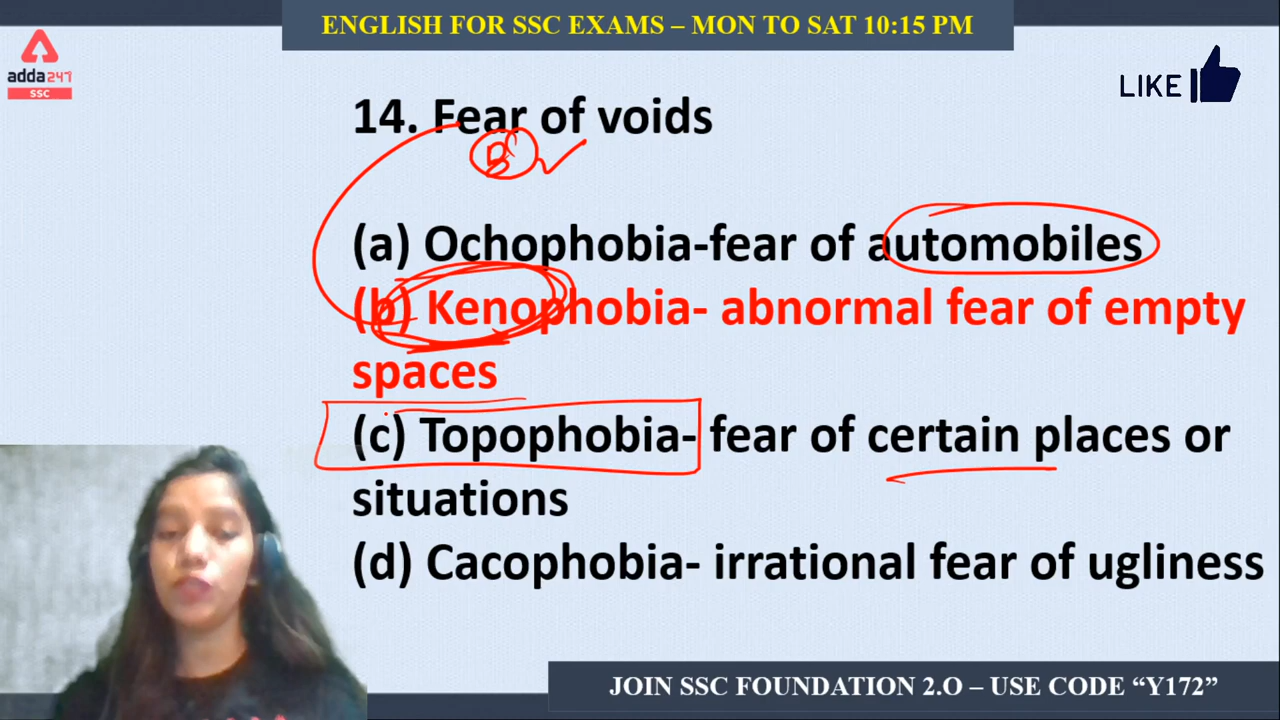 ENGLISH FOR SSC EXAMS – MON TO SAT 10:15 PM
adda247
SSC
LIKE
14. Fear of voids
B
(a) Ochophobia-fear of automobiles
(b) Kenophobia- abnormal fear of empty
spaces
(c) Topophobia- fear of certain places or
situations
(d) Cacophobia- irrational fear of ugliness
JOIN SSC FOUNDATION 2.O – USE CODE “Y172”